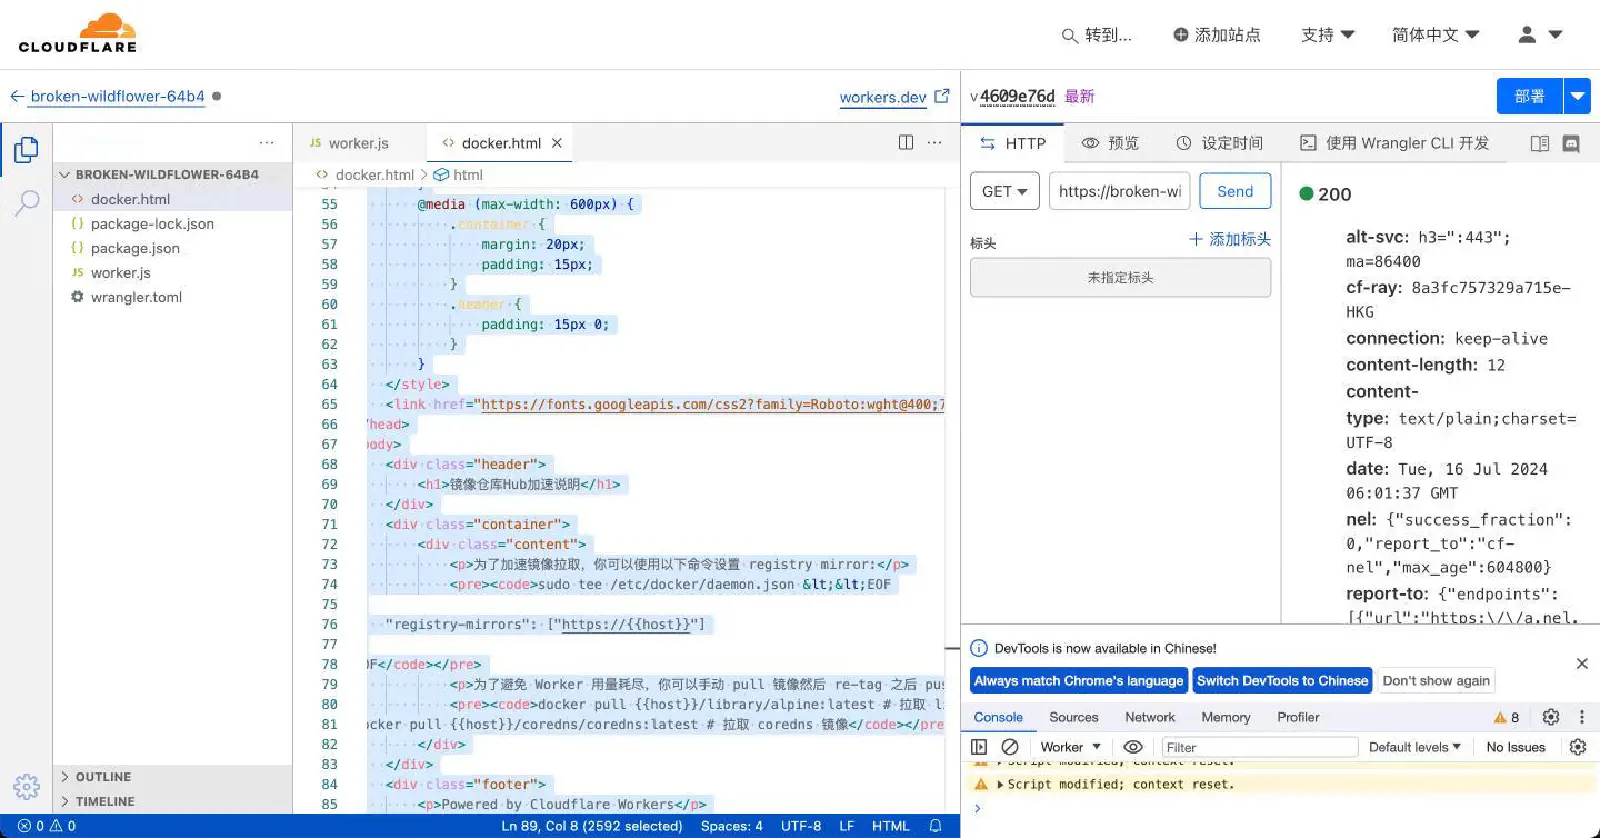 CLOUDFLARE
转到...
添加站点
支持
简体中文
broken-wildflower-64b4
workers.dev
v4609e76d 最新
部署
BROKEN-WILDFLOWER-64B4
docker.html
package-lock.json
package.json
worker.js
wrangler.toml
OUTLINE
TIMELINE
JS worker.js
docker.html
docker.html > html
55 @media (max-width: 600px) {
56 .container {
57 margin: 20px;
58 padding: 15px;
59 }
60 .header {
61 padding: 15px 0;
62 }
63 }
64 </style>
65 <link href="https://fonts.googleapis.com/css2?family=Roboto:wght@400;7
66 /head>
67 body>
68 <div class="header">
69 <h1>镜像仓库Hub加速说明</h1>
70 </div>
71 <div class="container">
72 <div class="content">
73 <p>为了加速镜像拉取，你可以使用以下命令设置 registry mirror:</p>
74 <pre><code>sudo tee /etc/docker/daemon.json &lt;&lt;EOF
75
76 "registry-mirrors": ["https://{{host}}"]
77
78 OF</code></pre>
79 <p>为了避免 Worker 用量耗尽，你可以手动 pull 镜像然后 re-tag 之后 pus
80 <pre><code>docker pull {{host}}/library/alpine:latest # 拉取 l
81 ocker pull {{host}}/coredns/coredns:latest # 拉取 coredns 镜像</code></pre
82 </div>
83 </div>
84 <div class="footer">
85 <p>Powered by Cloudflare Workers</p>
HTTP
预览
设定时间
使用 Wrangler CLI 开发
GET
https://broken-wi
Send
标头
添加标头
未指定标头
200
alt-svc: h3=":443";
ma=86400
cf-ray: 8a3fc757329a715e-
HKG
connection: keep-alive
content-length: 12
content-
type: text/plain;charset=
UTF-8
date: Tue, 16 Jul 2024
06:01:37 GMT
nel: {"success_fraction":
0,"report_to":"cf-
nel","max_age":604800}
report-to: {"endpoints":
[{"url":"https:\/\/a.nel.
DevTools is now available in Chinese!
Always match Chrome's language
Switch DevTools to Chinese
Don't show again
Console
Sources
Network
Memory
Profiler
8
Worker
Filter
Default levels
No Issues
Script modified; context reset.
Script modified; context reset.
0 0
Ln 89, Col 8 (2592 selected)
Spaces: 4
UTF-8
LF
HTML